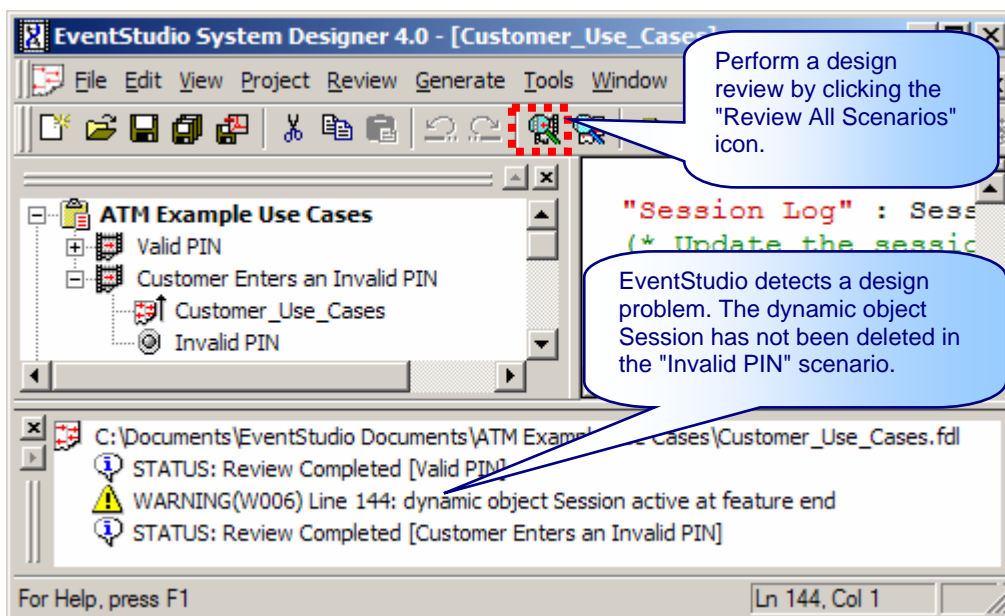 EventStudio System Designer 4.0 - [Customer_Use_Cases]
File Edit View Project Review Generate Tools Window
Perform a design
review by clicking the
"Review All Scenarios"
icon.
ATM Example Use Cases
Valid PIN
Customer Enters an Invalid PIN
Customer_Use_Cases
Invalid PIN
"Session Log" : Sess
(* Update the sessio
EventStudio detects a design
problem. The dynamic object
Session has not been deleted in
the "Invalid PIN" scenario.
C:\Documents\EventStudio Documents\ATM Example Use Cases\Customer_Use_Cases.fdl
STATUS: Review Completed [Valid PIN]
WARNING(W006) Line 144: dynamic object Session active at feature end
STATUS: Review Completed [Customer Enters an Invalid PIN]
For Help, press F1
Ln 144, Col 1